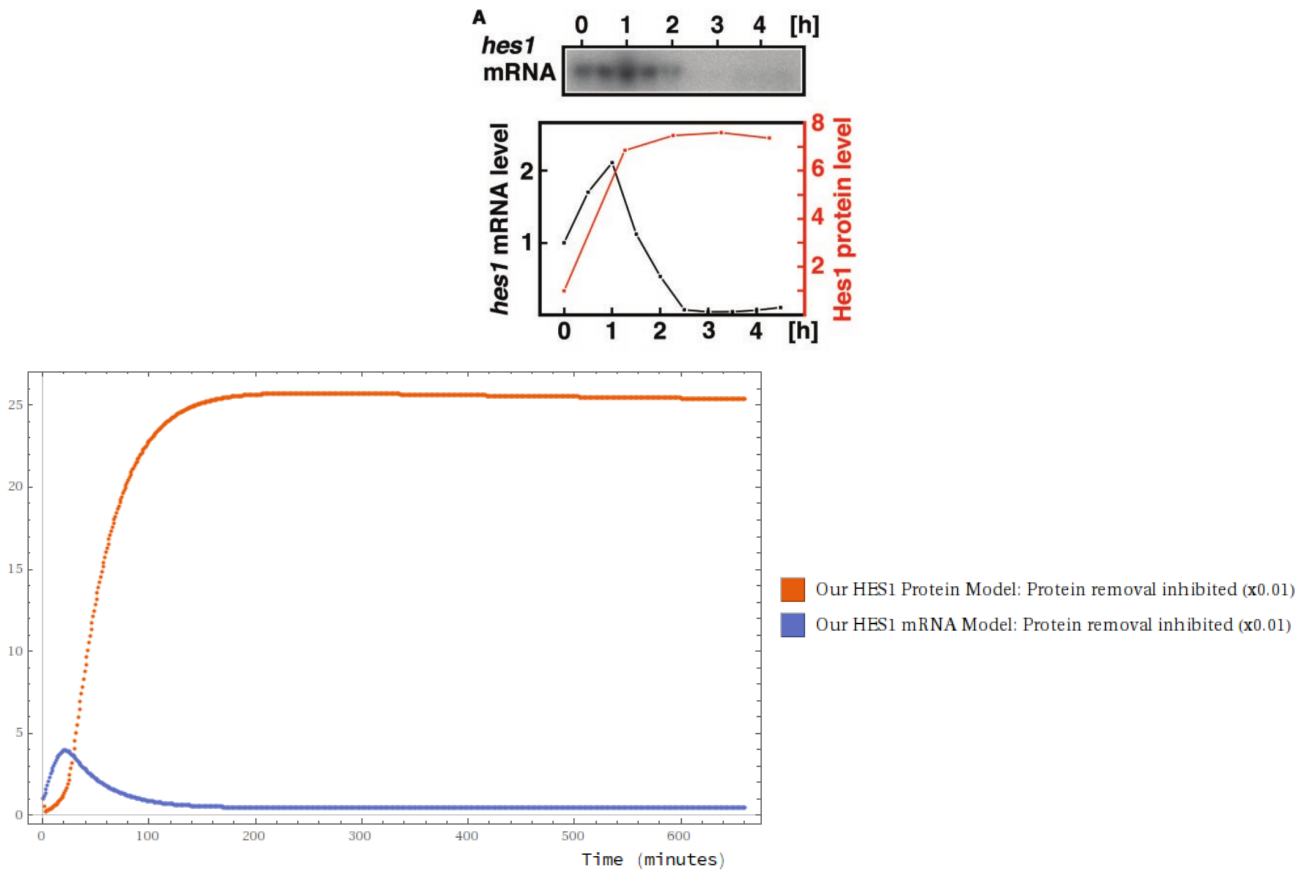 A
0 1 2 3 4 [h]
hes1
mRNA
hes1 mRNA level
2
1
8
6
4
2
Hes1 protein level
0 1 2 3 4 [h]
25
20
15
10
5
0
0 100 200 300 400 500 600
Time (minutes)
Our HES1 Protein Model: Protein removal inhibited (x0.01)
Our HES1 mRNA Model: Protein removal inhibited (x0.01)